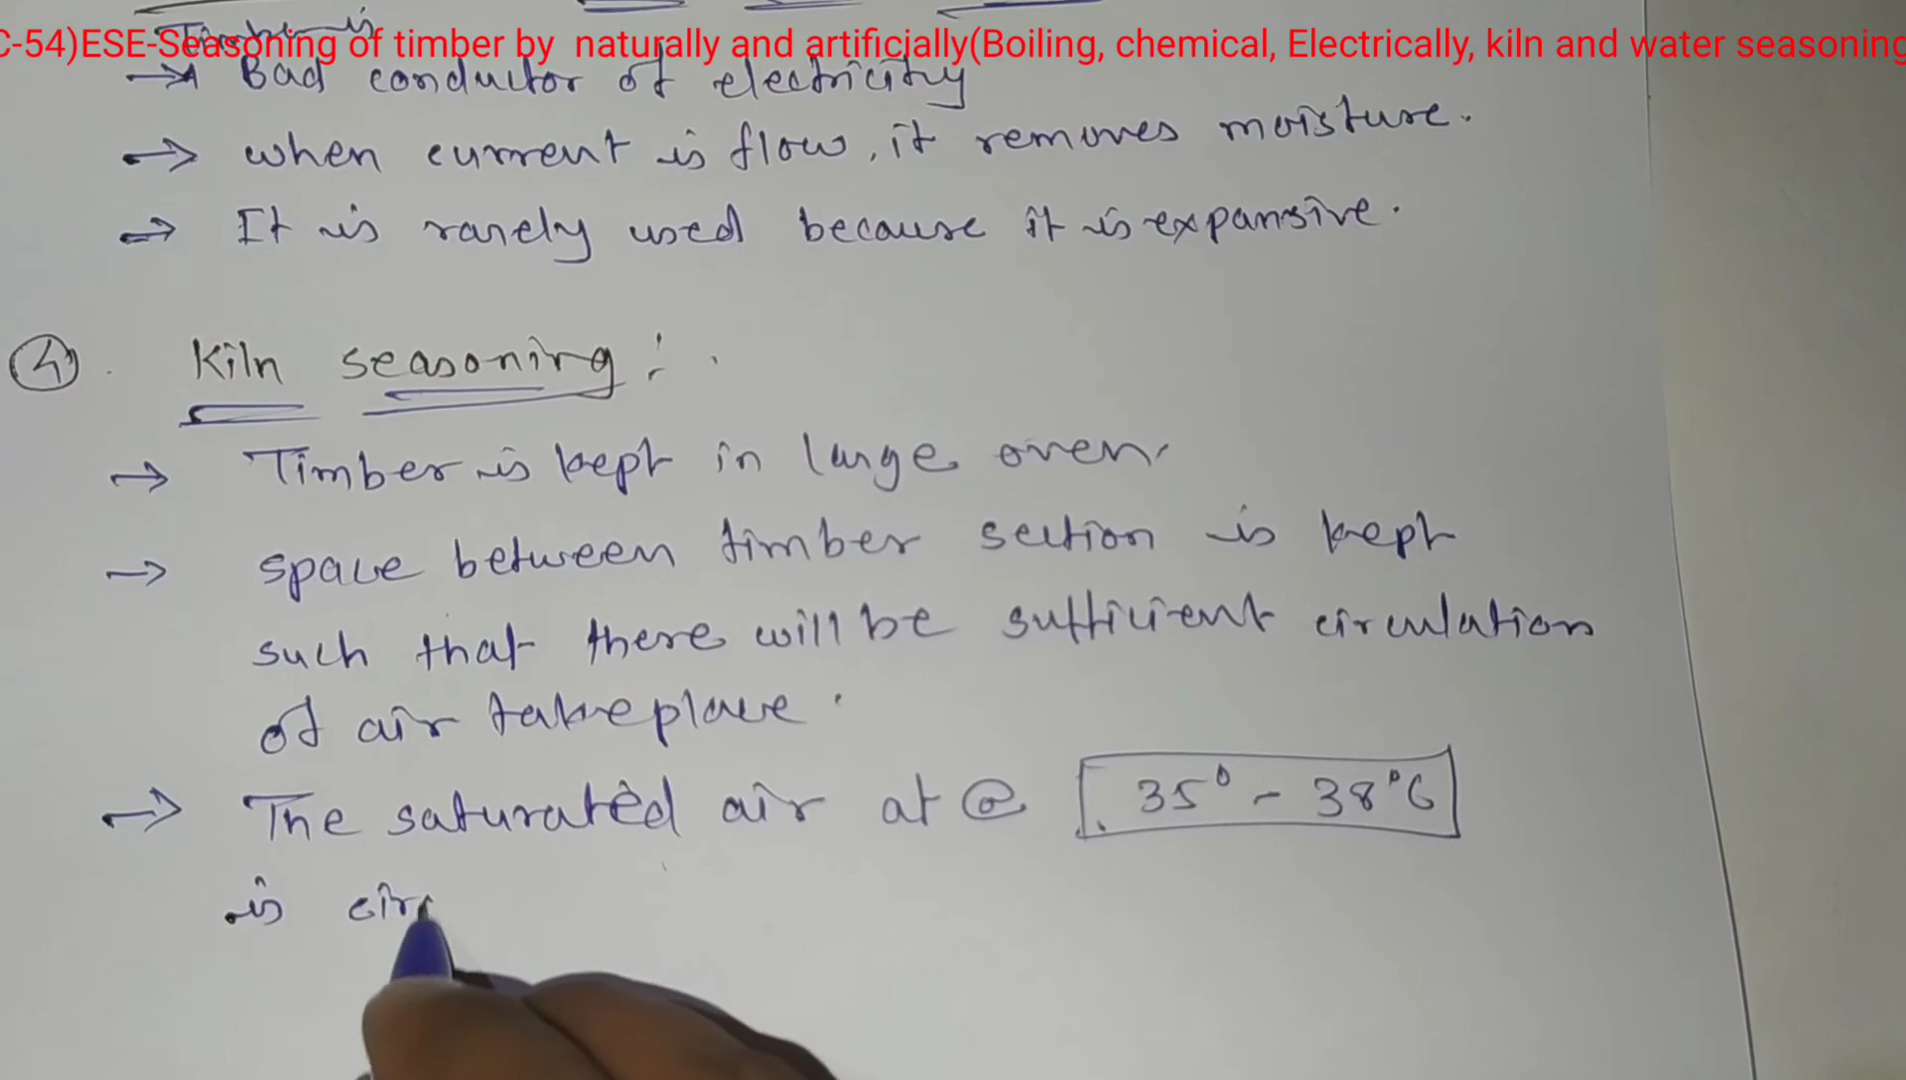 C-54)ESE-Seasoning of timber by naturally and artificially(Boiling, chemical, Electrically, kiln and water seasoning
Timber is
→ Bad conductor of electricity
→ when current is flow, it removes moisture.
→ It is rarely used because it is expansive.
④ Kiln seasoning :
→ Timber is kept in large oven.
→ space between timber section is kept
such that there will be sufficient circulation
of air take place.
→ The saturated air at @ 35° - 38°C
is cir